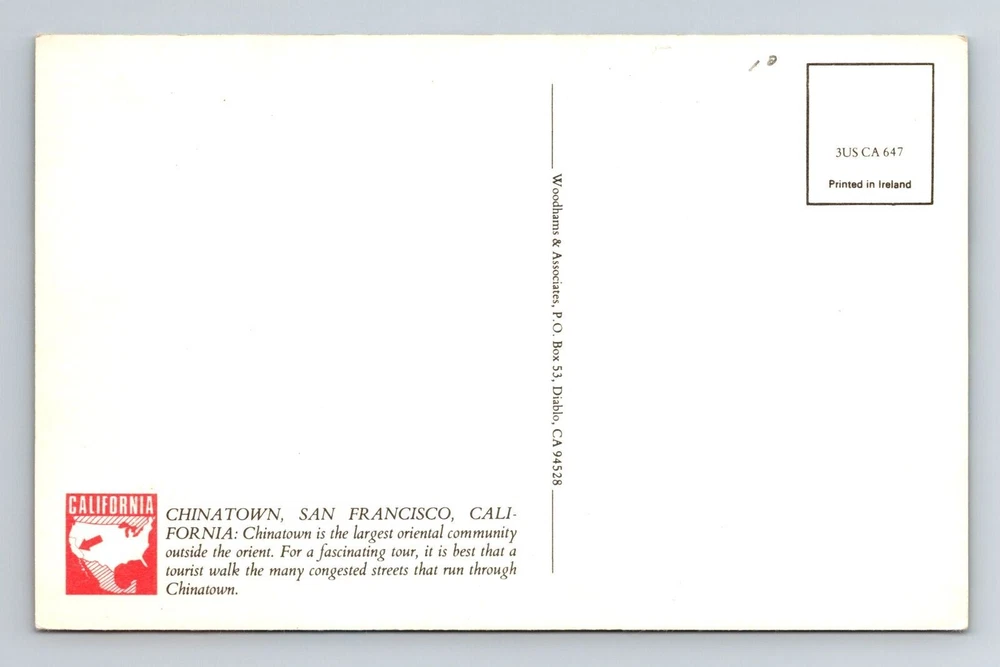 10
3US CA 647
Printed in Ireland
Woodhams & Associates, P.O. Box 53, Diablo, CA 94528
CALIFORNIA
CHINATOWN, SAN FRANCISCO, CALI-
FORNIA: Chinatown is the largest oriental community
outside the orient. For a fascinating tour, it is best that a
tourist walk the many congested streets that run through
Chinatown.